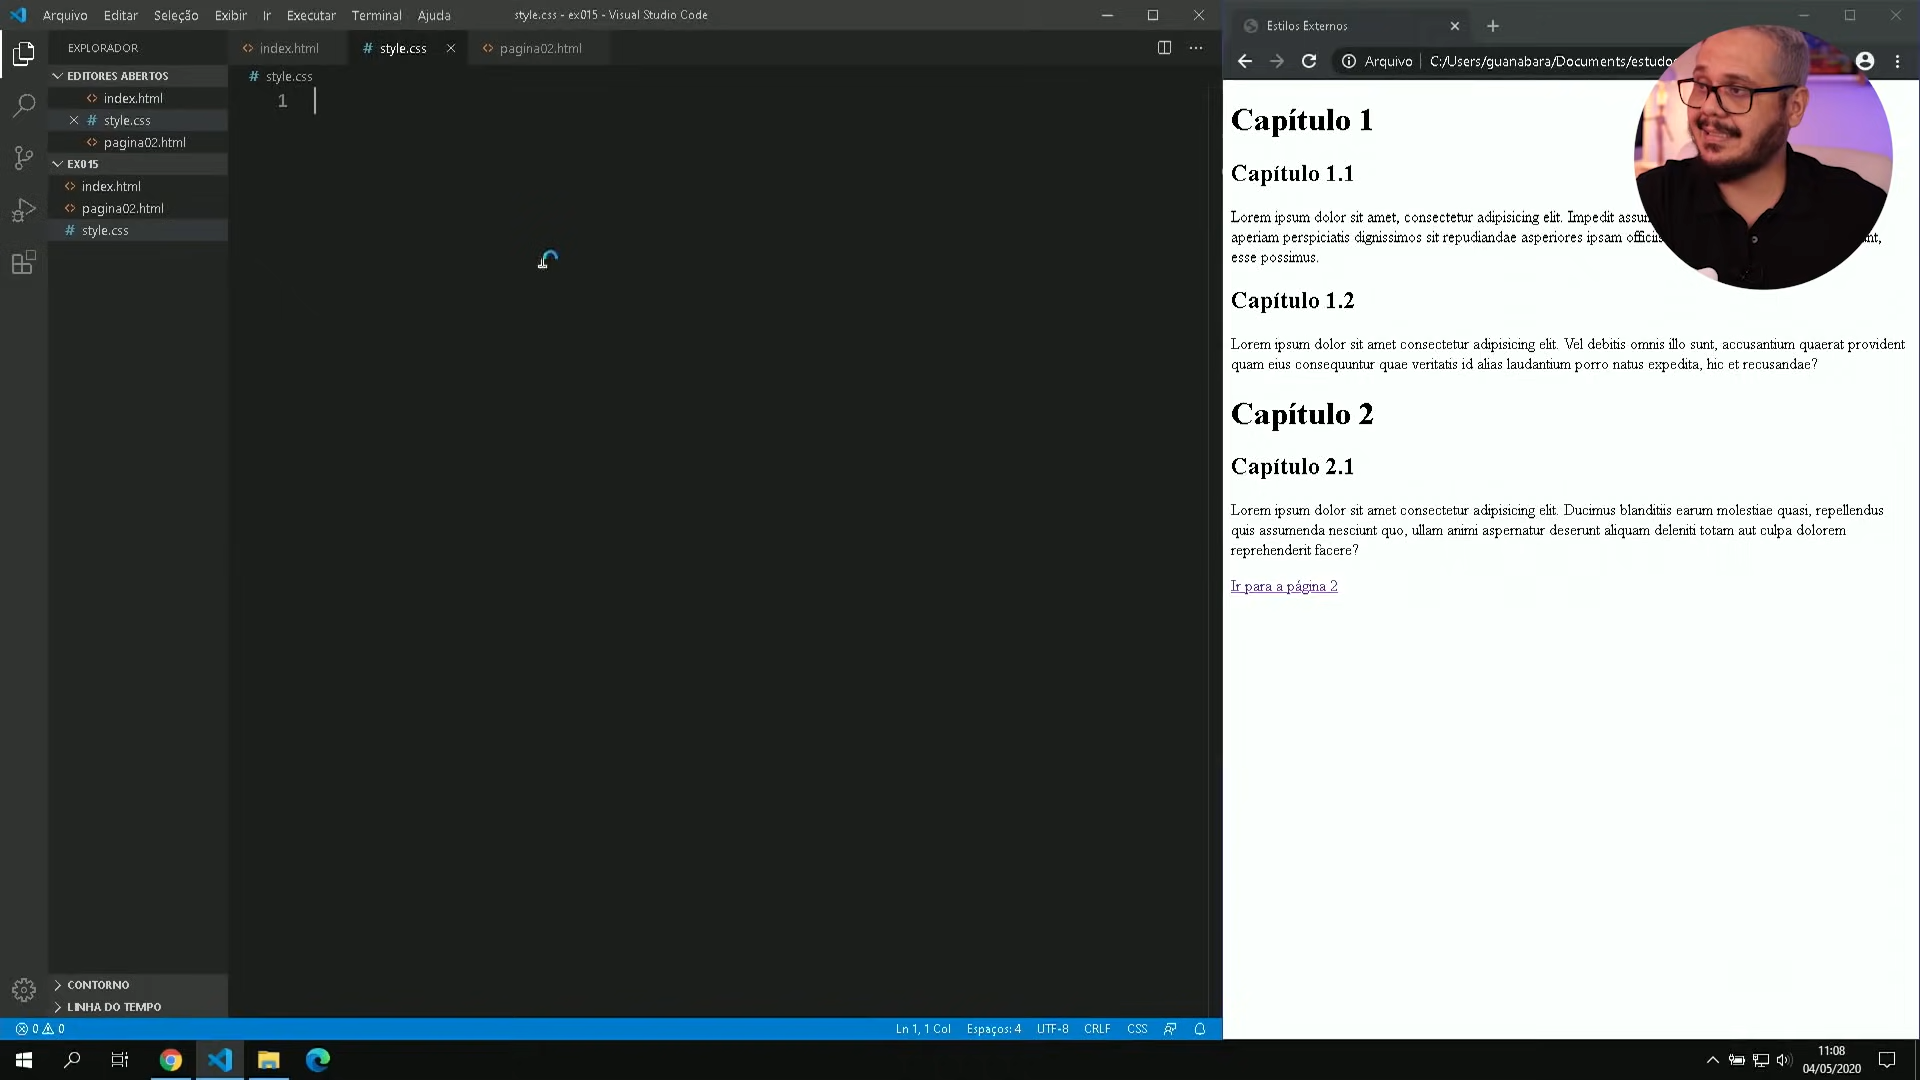 Arquivo Editar Seleção Exibir Ir Executar Terminal Ajuda
style.css - ex015 - Visual Studio Code
EXPLORADOR
EDITORES ABERTOS
index.html
style.css
pagina02.html
EX015
index.html
pagina02.html
style.css
CONTORNO
LINHA DO TEMPO
index.html
style.css
pagina02.html
style.css
1
0 0
Ln 1, 1 Col Espaços: 4 UTF-8 CRLF CSS
Estilos Externos
Arquivo C:/Users/guanabara/Documents/estudo
Capítulo 1
Capítulo 1.1
Lorem ipsum dolor sit amet, consectetur adipisicing elit. Impedit
aperiam perspiciatis dignissimos sit repudiandae asperiores ipsam
esse possimus.
Capítulo 1.2
Lorem ipsum dolor sit amet consectetur adipisicing elit. Vel debitis omnis illo sunt, accusantium quaerat provident
quam eius consequuntur quae veritatis id alias laudantium porro natus expedita, hic et recusandae?
Capítulo 2
Capítulo 2.1
Lorem ipsum dolor sit amet consectetur adipisicing elit. Ducimus blanditiis earum molestiae quasi, repellendus
quis assumenda nesciunt quo, ullam animi aspernatur deserunt aliquam deleniti totam aut culpa dolorem
reprehenderit facere?
Ir para a página 2
11:08
04/05/2020